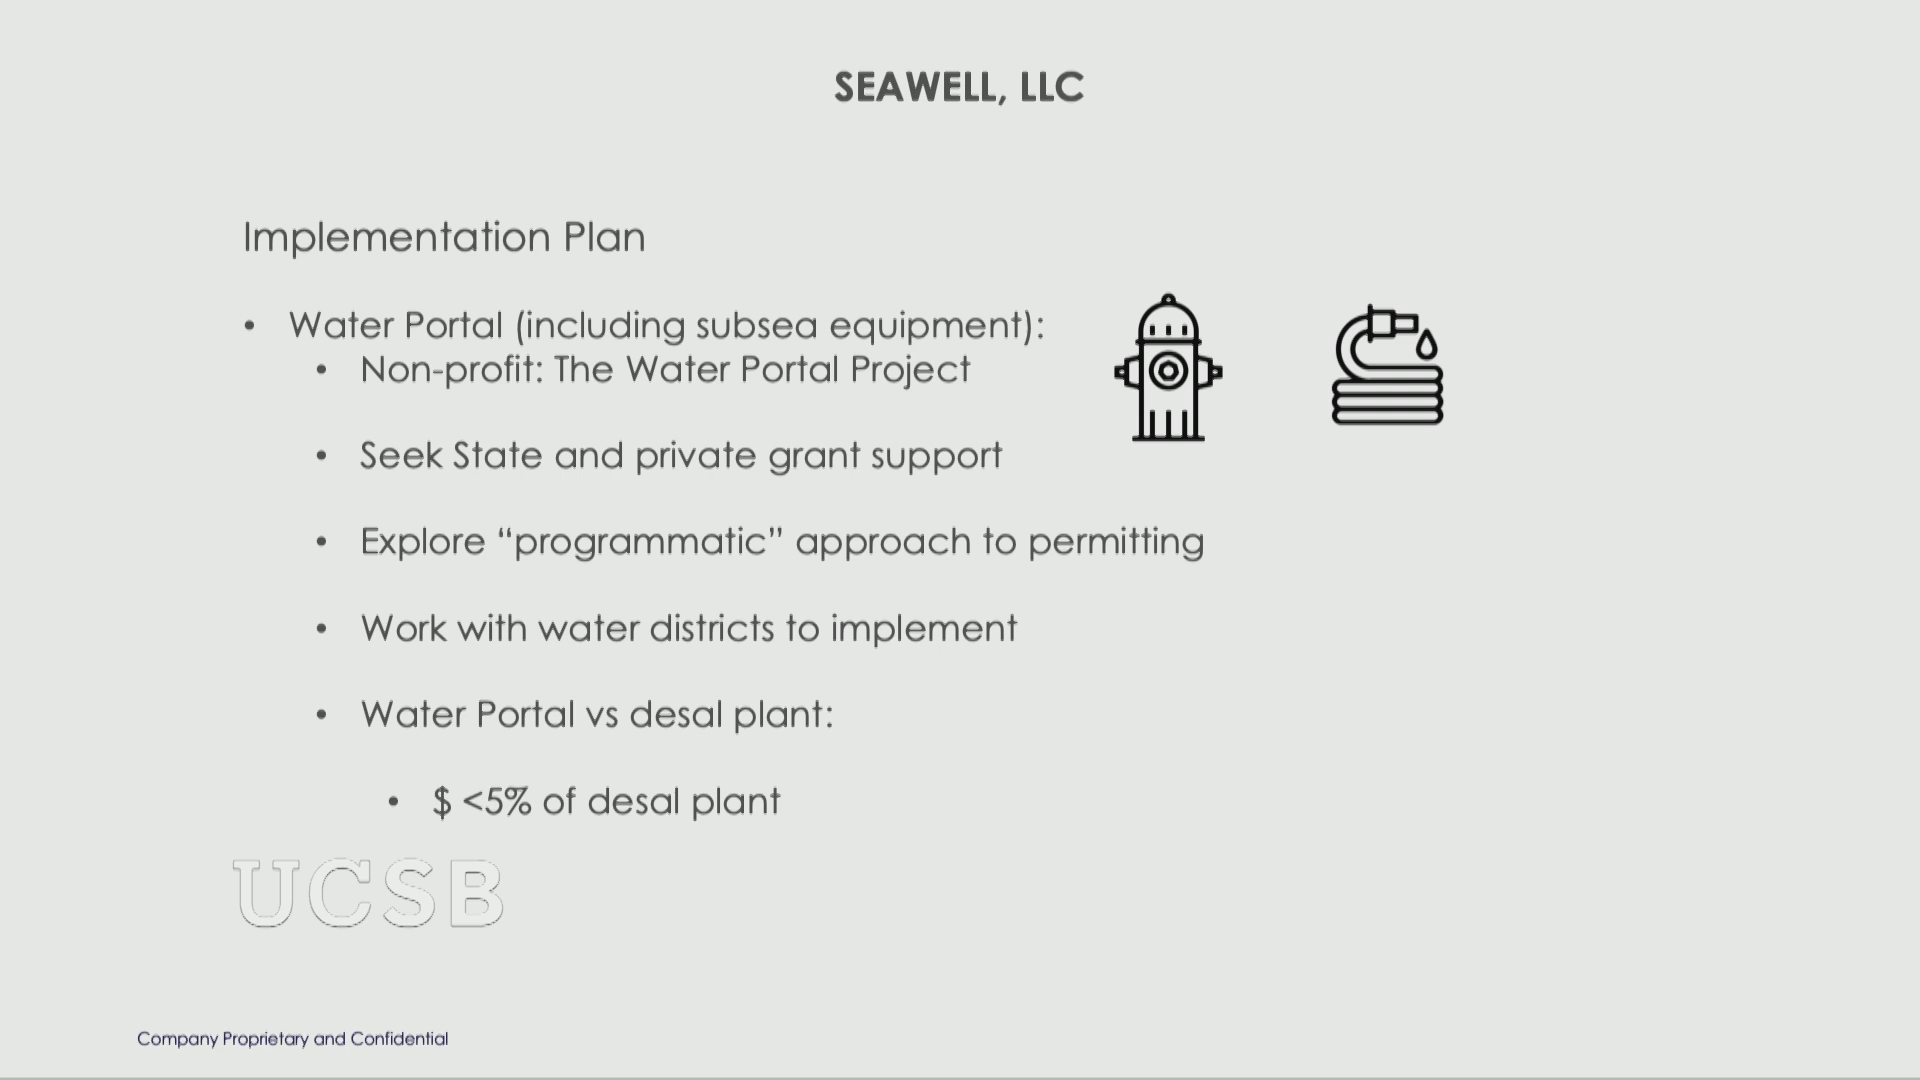 SEAWELL, LLC
Implementation Plan
• Water Portal (including subsea equipment):
• Non-profit: The Water Portal Project
• Seek State and private grant support
• Explore “programmatic” approach to permitting
• Work with water districts to implement
• Water Portal vs desal plant:
• $ <5% of desal plant
UCSB
Company Proprietary and Confidential